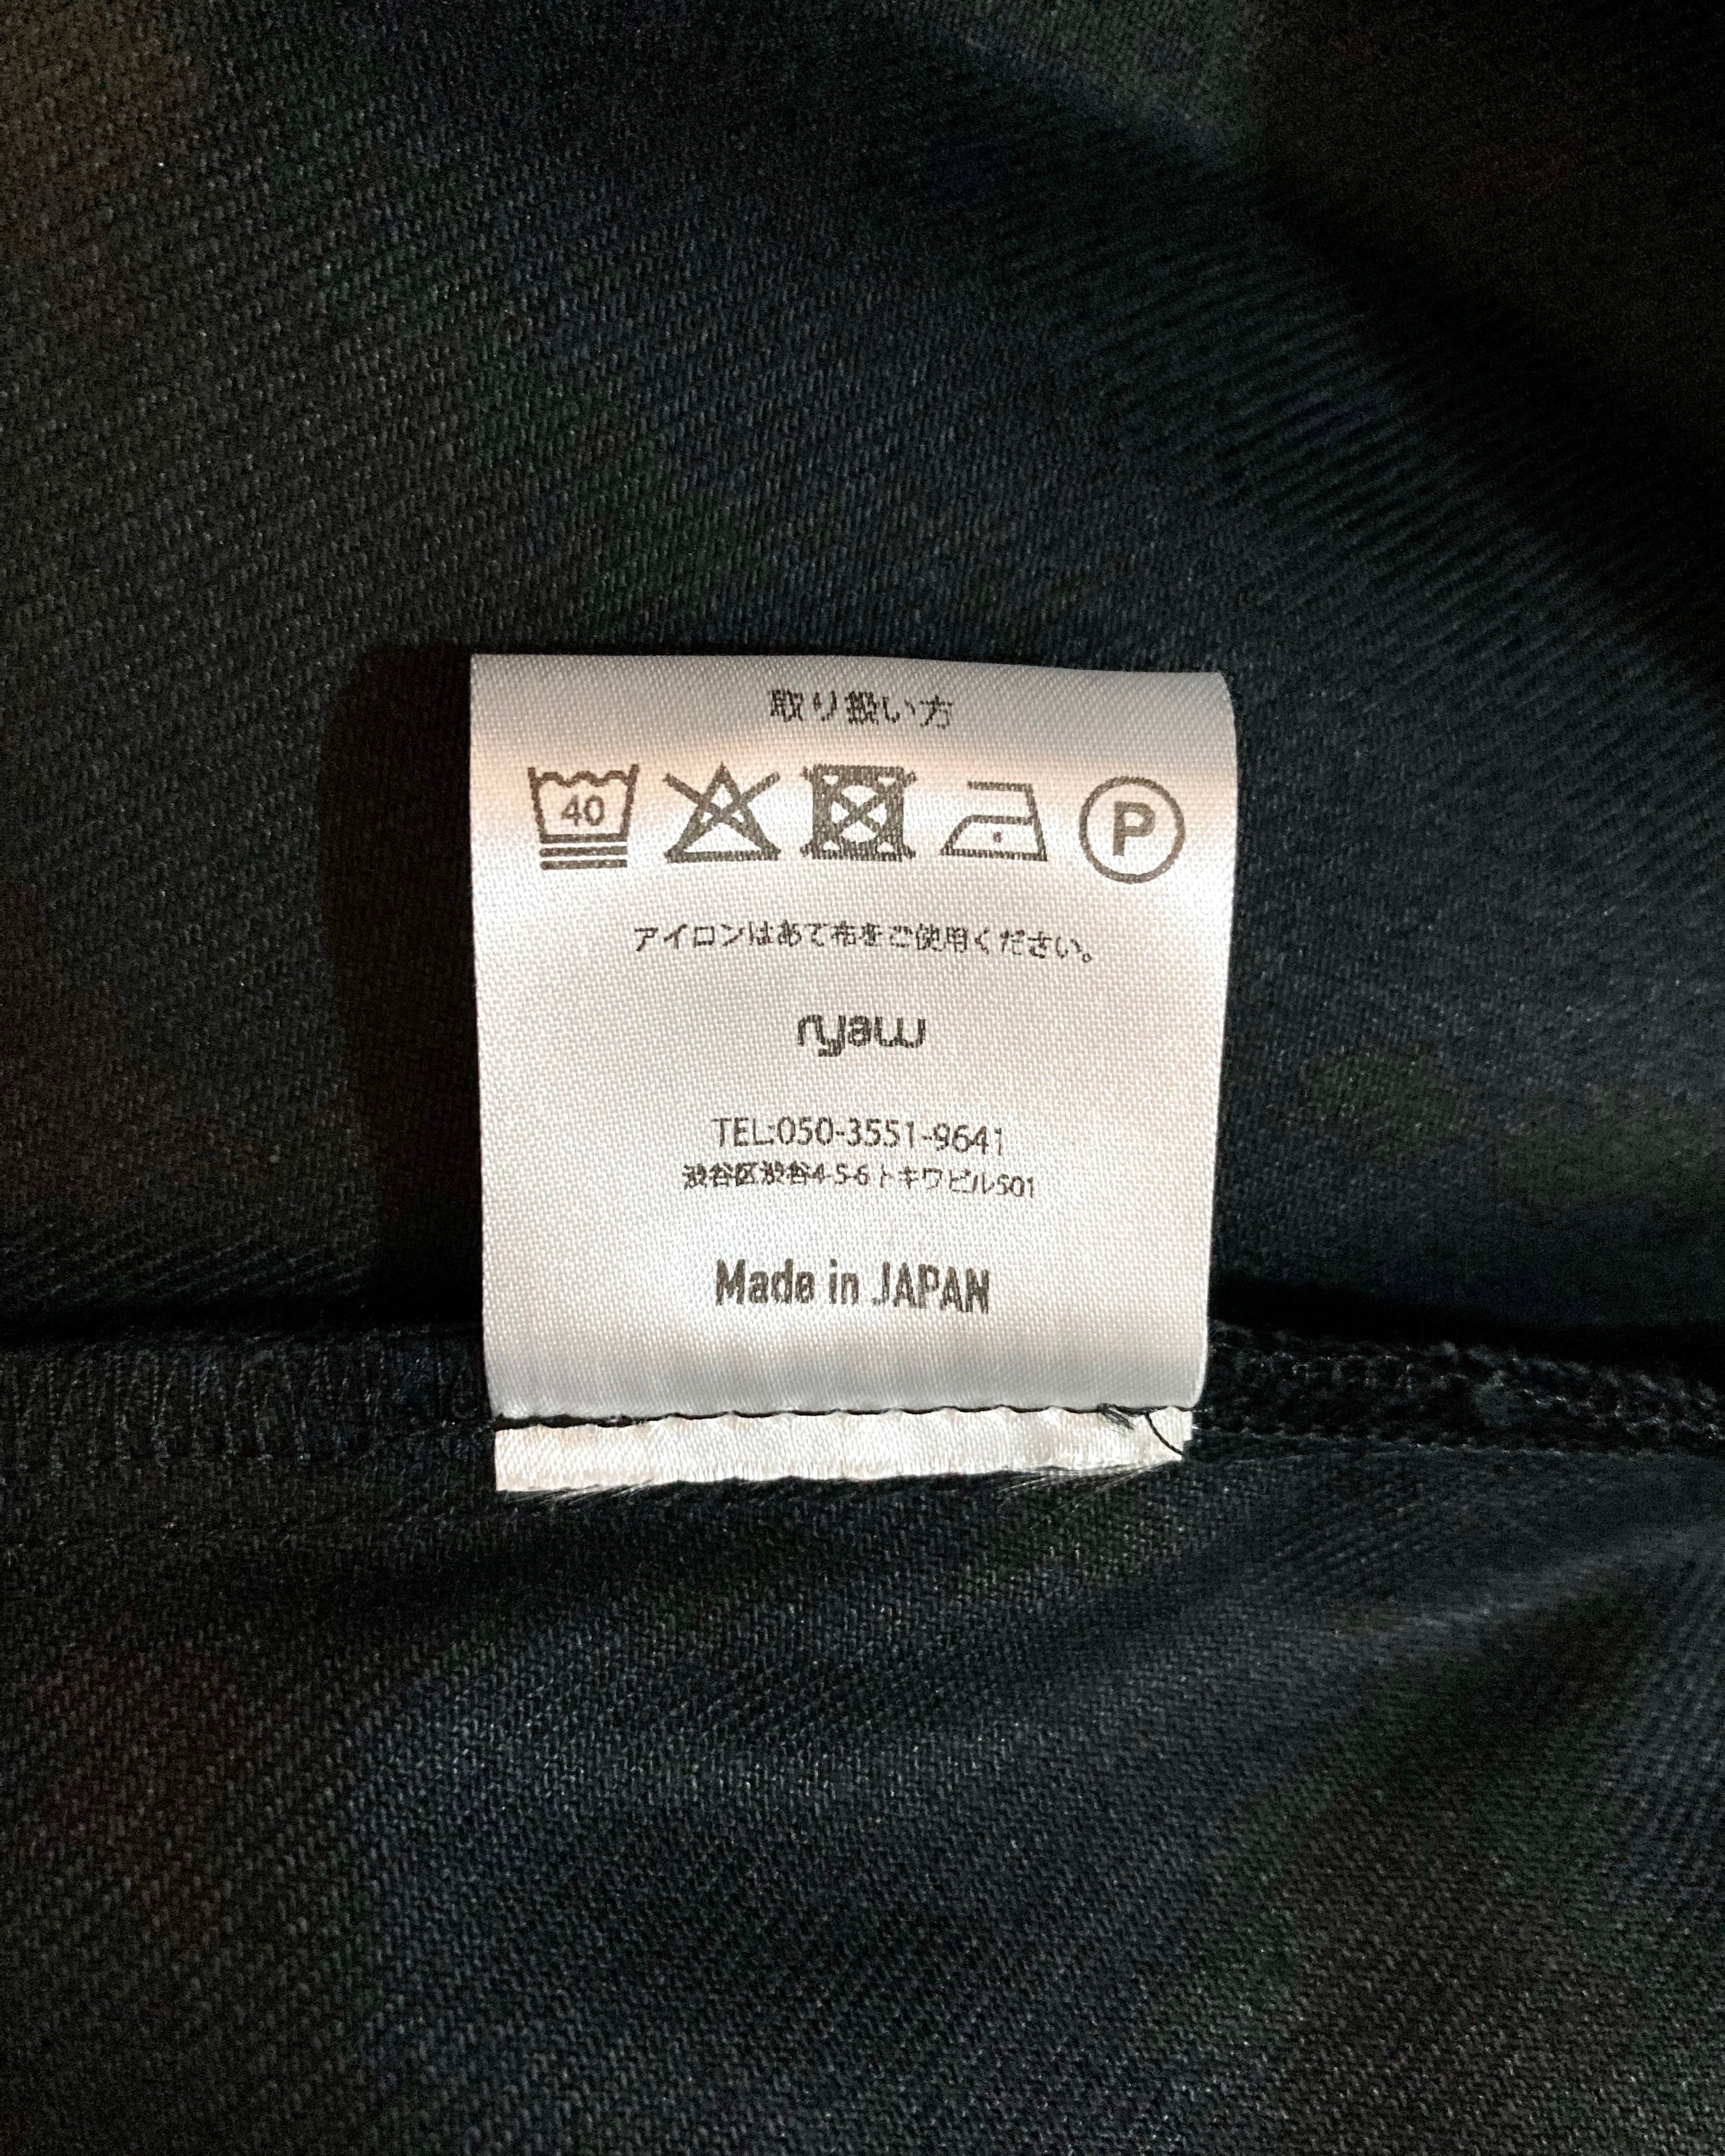 取り扱い方
40
P
アイロンはあて布をご使用ください。
ryaw
TEL:050-3551-9641
渋谷区渋谷4-5-6トキワビル501
Made in JAPAN